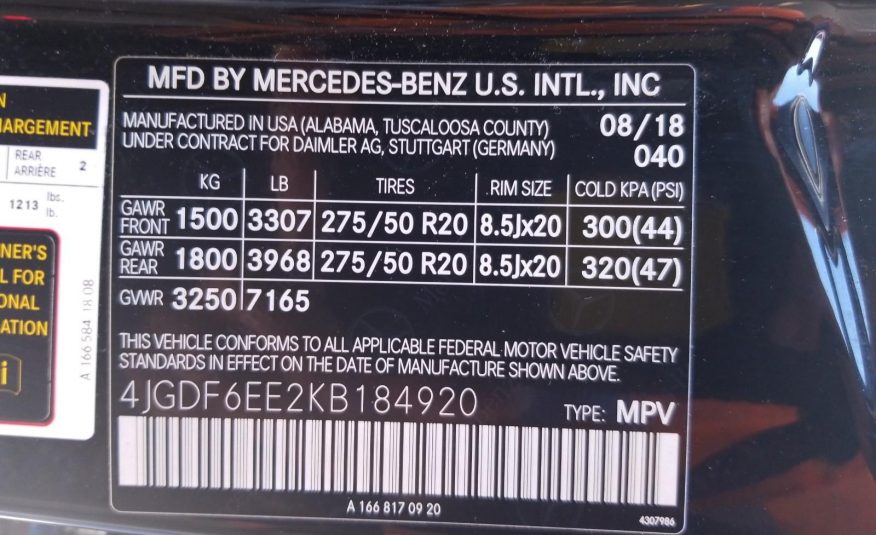 MFD BY MERCEDES-BENZ U.S. INTL., INC
MANUFACTURED IN USA (ALABAMA, TUSCALOOSA COUNTY) 08/18
UNDER CONTRACT FOR DAIMLER AG, STUTTGART (GERMANY) 040
KG LB TIRES RIM SIZE COLD KPA (PSI)
GAWR FRONT 1500 3307 275/50 R20 8.5Jx20 300(44)
GAWR REAR 1800 3968 275/50 R20 8.5Jx20 320(47)
GVWR 3250 7165
THIS VEHICLE CONFORMS TO ALL APPLICABLE FEDERAL MOTOR VEHICLE SAFETY
STANDARDS IN EFFECT ON THE DATE OF MANUFACTURE SHOWN ABOVE.
4JGDF6EE2KB184920 TYPE: MPV
A 166 817 09 20
4307986
N
ARGEMENT
REAR
ARRIÈRE 2
1213 lbs.
lb.
NER'S
L FOR
ONAL
ATION
i
A 166 584 18 08